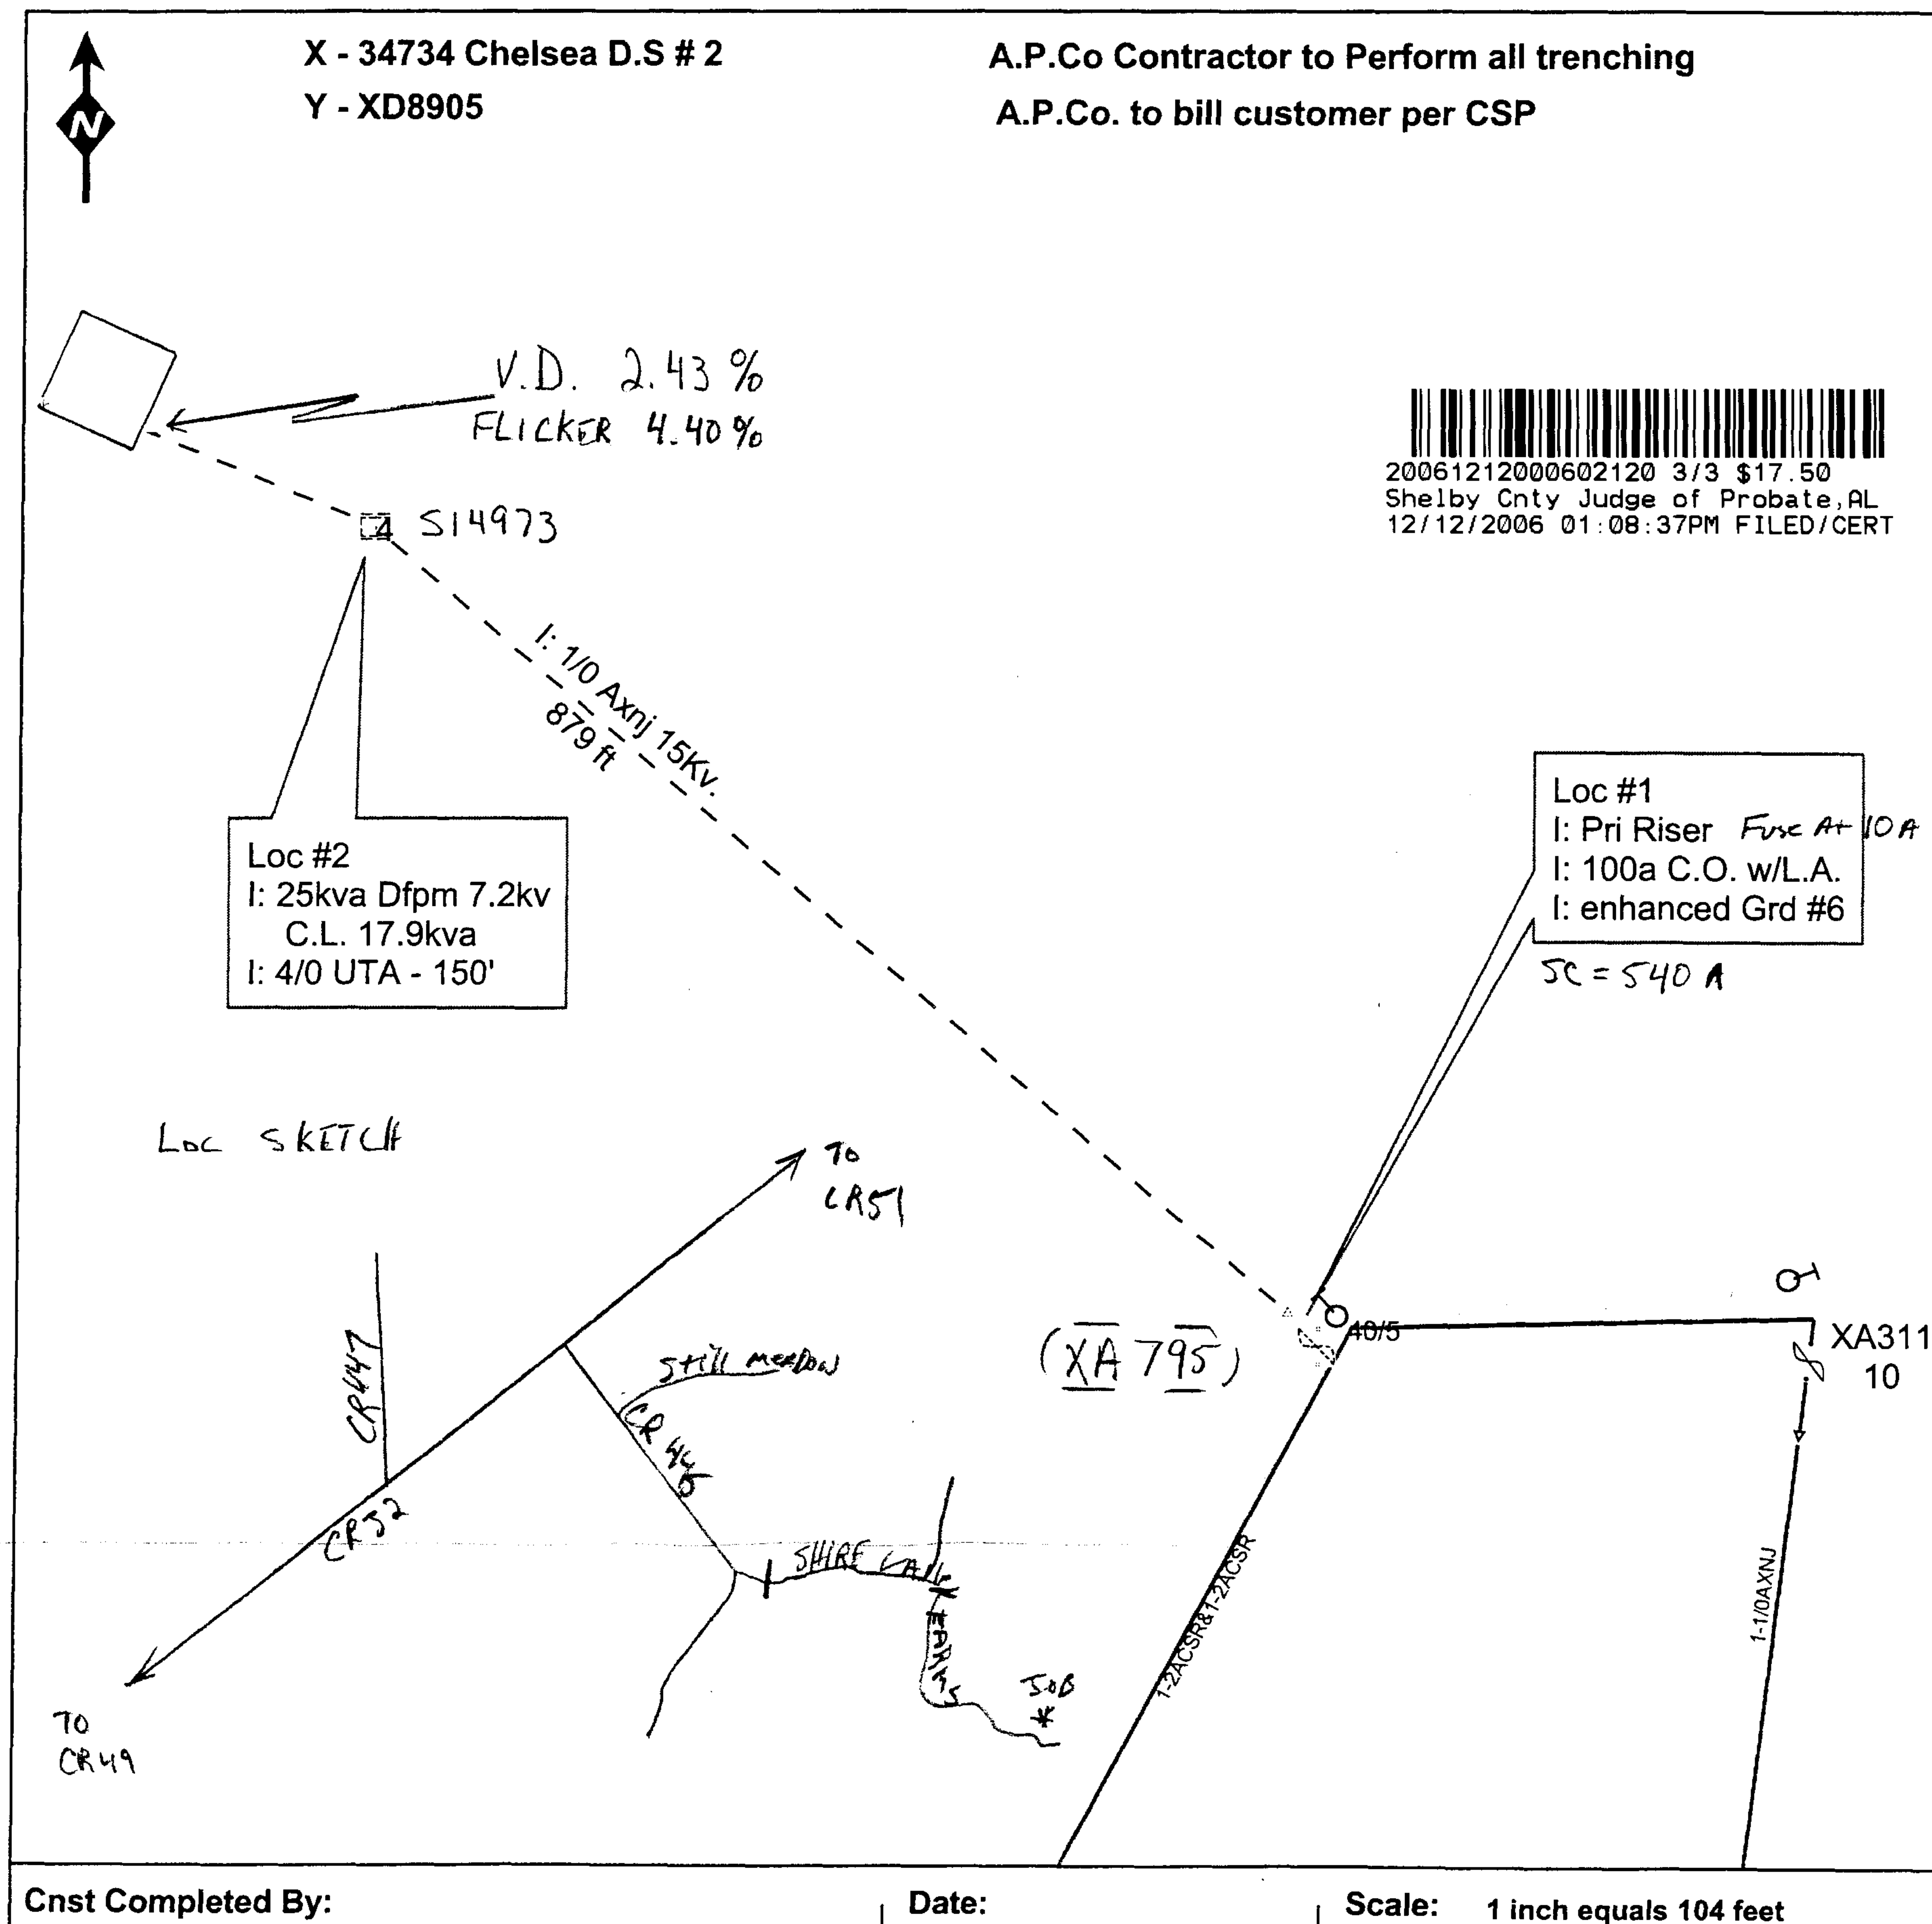 X - 34734 Chelsea D.S # 2
Y - XD8905
A.P.Co Contractor to Perform all trenching
A.P.Co. to bill customer per CSP
N
V.D. 2.43 %
FLICKER 4.40 %
20061212000602120 3/3 $17.50
Shelby Cnty Judge of Probate,AL
12/12/2006 01:08:37PM FILED/CERT
S14973
I: 1/0 Axnj 15Kv.
879 ft
Loc #1
I: Pri Riser Fuse At 10A
I: 100a C.O. w/L.A.
I: enhanced Grd #6
SC = 540 A
Loc #2
I: 25kva Dfpm 7.2kv
C.L. 17.9kva
I: 4/0 UTA - 150'
Loc SKETCH
TO
CR51
40/5
(XA 795)
XA311
10
CR447
Still meadow
CR 445
CR32
SHIRE
FARMS
JOB
*
TO
CR49
1-2ACSR&1-2ACSR
1-1/0AXNJ
Cnst Completed By:
Date:
Scale: 1 inch equals 104 feet